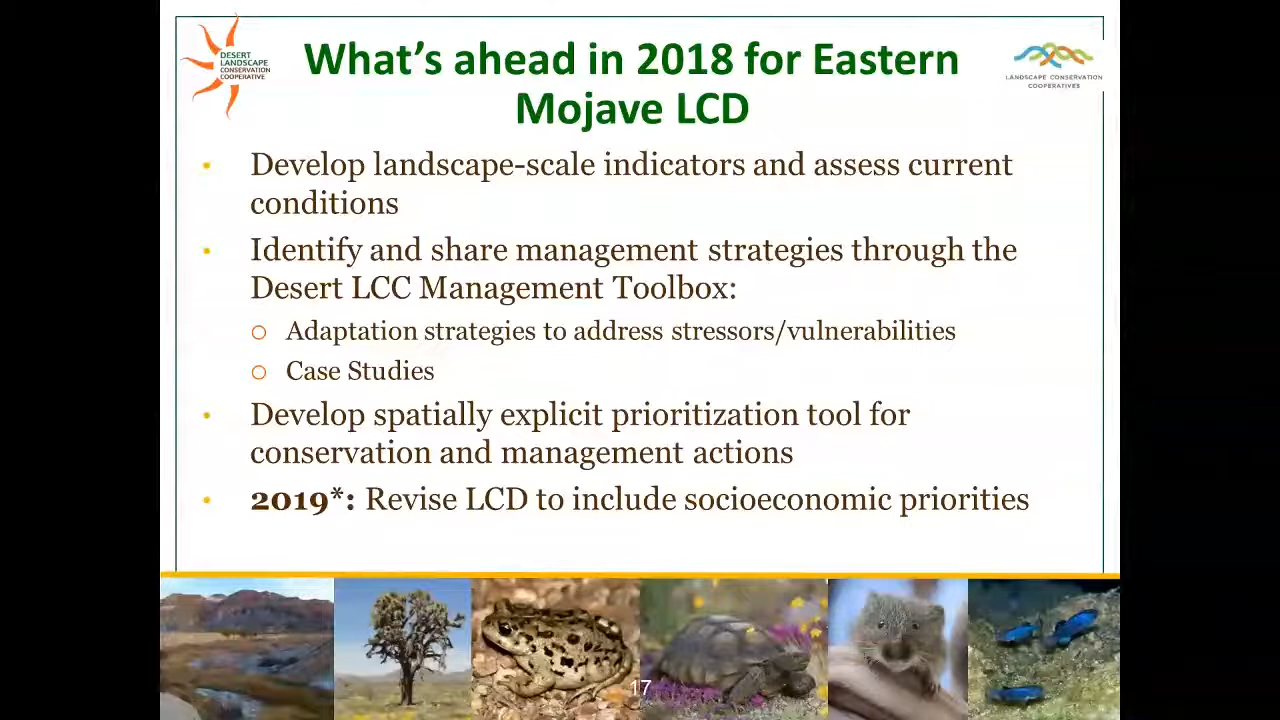 DESERT
LANDSCAPE
CONSERVATION
COOPERATIVE
What's ahead in 2018 for Eastern
Mojave LCD
LANDSCAPE CONSERVATION
COOPERATIVES
• Develop landscape-scale indicators and assess current
conditions
• Identify and share management strategies through the
Desert LCC Management Toolbox:
o Adaptation strategies to address stressors/vulnerabilities
o Case Studies
• Develop spatially explicit prioritization tool for
conservation and management actions
• 2019*: Revise LCD to include socioeconomic priorities
17